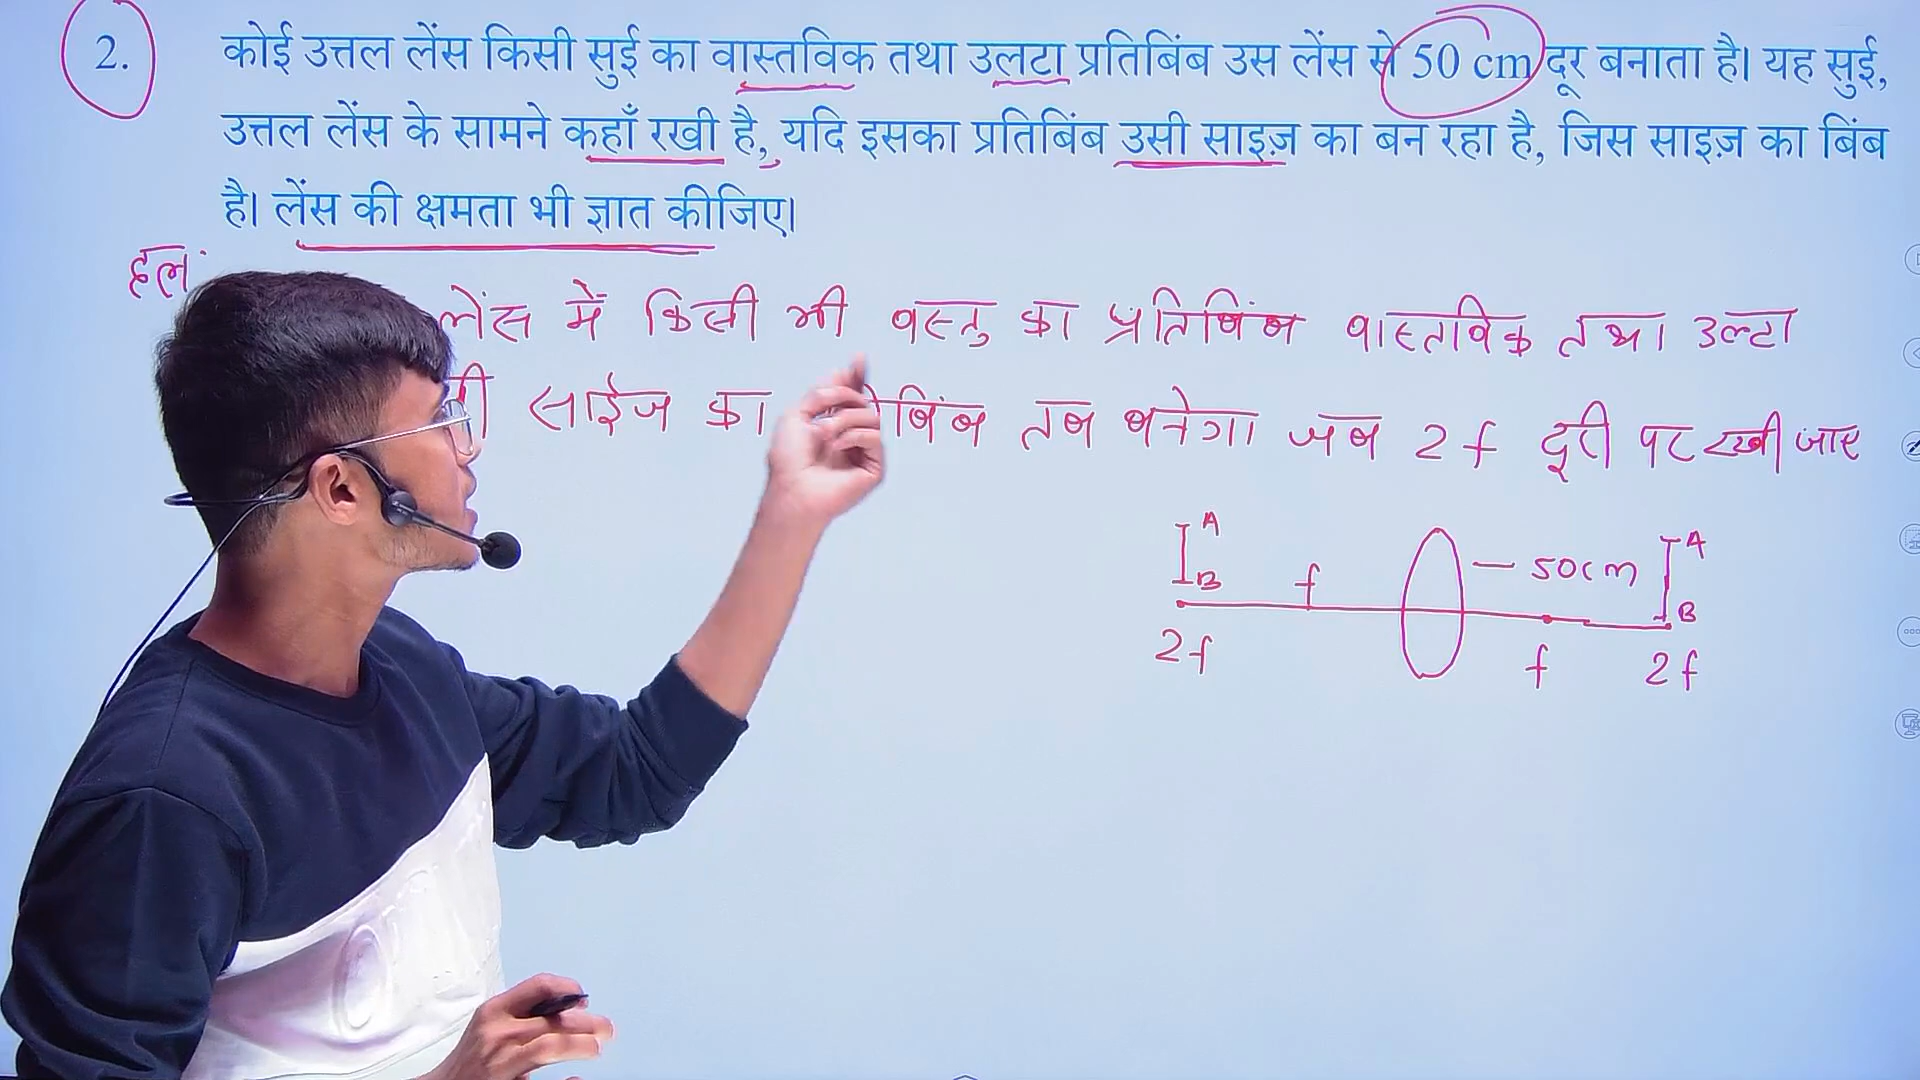 2. कोई उत्तल लेंस किसी सुई का वास्तविक तथा उलटा प्रतिबिंब उस लेंस से 50 cm दूर बनाता है। यह सुई,
उत्तल लेंस के सामने कहाँ रखी है, यदि इसका प्रतिबिंब उसी साइज़ का बन रहा है, जिस साइज़ का बिंब
है। लेंस की क्षमता भी ज्ञात कीजिए।
हल:
लेंस में किसी भी वस्तु का प्रतिबिंब वास्तविक तथा उल्टा
साईज का तब बनेगा जब 2f दूरी पर रखी जाए
A A
B f 50cm B
2f f 2f